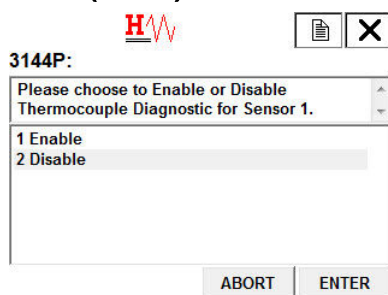 H
3144P:
Please choose to Enable or Disable
Thermocouple Diagnostic for Sensor 1.
1 Enable
2 Disable
ABORT
ENTER